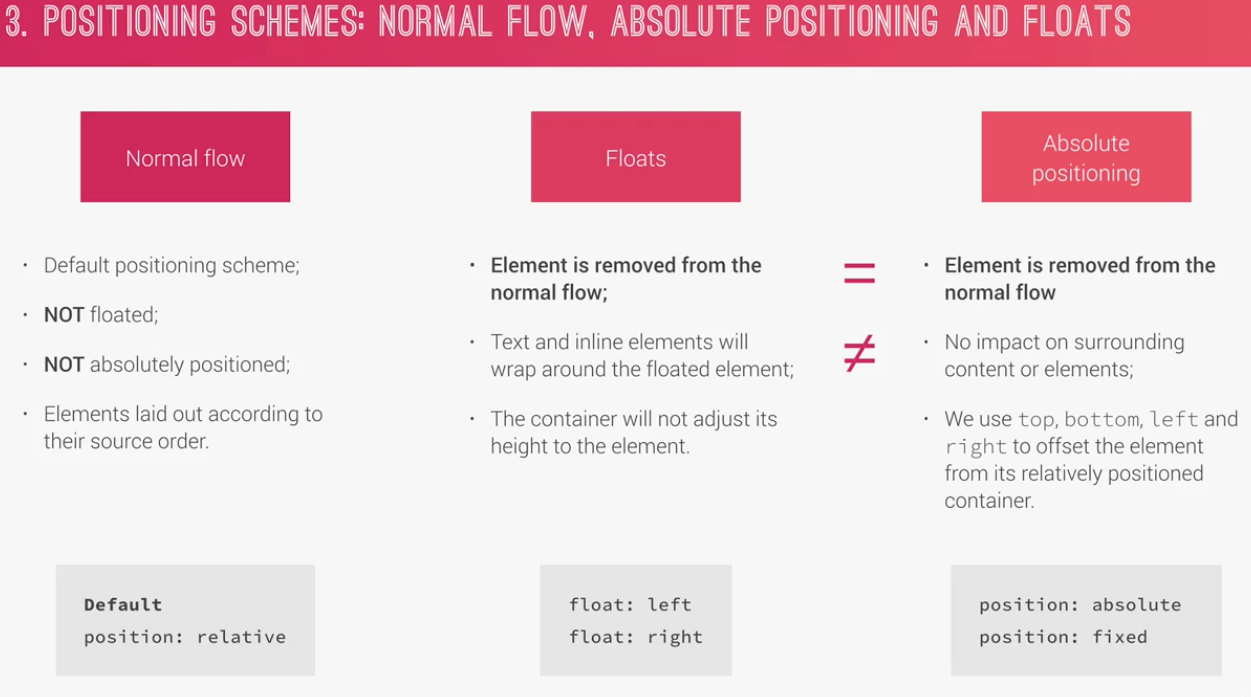 3. POSITIONING SCHEMES: NORMAL FLOW, ABSOLUTE POSITIONING AND FLOATS
Normal flow
· Default positioning scheme;
· NOT floated;
· NOT absolutely positioned;
· Elements laid out according to
their source order.
Default
position: relative
Floats
· Element is removed from the
normal flow;
· Text and inline elements will
wrap around the floated element;
· The container will not adjust its
height to the element.
float: left
float: right
=
≠
Absolute
positioning
· Element is removed from the
normal flow
· No impact on surrounding
content or elements;
· We use top, bottom, left and
right to offset the element
from its relatively positioned
container.
position: absolute
position: fixed